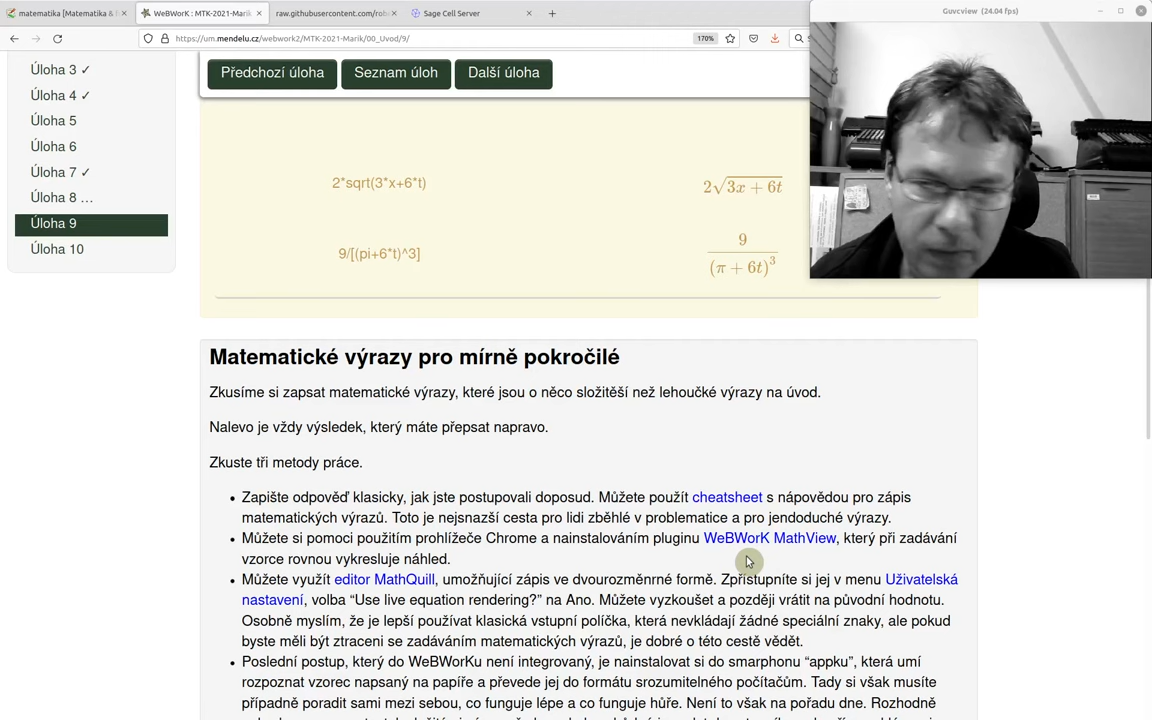 matematika [Matematika &
WeBWorK : MTK-2021-Marik
raw.githubusercontent.com/rob
Sage Cell Server
Guvcview (24.04 fps)
https://um.mendelu.cz/webwork2/MTK-2021-Marik/00_Uvod/9/
170%
Úloha 3 ✓
Úloha 4 ✓
Úloha 5
Úloha 6
Úloha 7 ✓
Úloha 8 …
Úloha 9
Úloha 10
Předchozí úloha
Seznam úloh
Další úloha
2*sqrt(3*x+6*t)
2√(3x + 6t)
9/[(pi+6*t)^3]
9/(π + 6t)³
Matematické výrazy pro mírně pokročilé
Zkusíme si zapsat matematické výrazy, které jsou o něco složitěší než lehoučké výrazy na úvod.
Nalevo je vždy výsledek, který máte přepsat napravo.
Zkuste tři metody práce.
• Zapište odpověď klasicky, jak jste postupovali doposud. Můžete použít cheatsheet s nápovědou pro zápis
matematických výrazů. Toto je nejsnazší cesta pro lidi zběhlé v problematice a pro jendoduché výrazy.
• Můžete si pomoci použitím prohlížeče Chrome a nainstalováním pluginu WeBWorK MathView, který při zadávání
vzorce rovnou vykresluje náhled.
• Můžete využít editor MathQuill, umožňující zápis ve dvourozměrné formě. Zpřístupníte si jej v menu Uživatelská
nastavení, volba “Use live equation rendering?” na Ano. Můžete vyzkoušet a později vrátit na původní hodnotu.
Osobně myslím, že je lepší používat klasická vstupní políčka, která nevkládají žádné speciální znaky, ale pokud
byste měli být ztraceni se zadáváním matematických výrazů, je dobré o této cestě vědět.
• Poslední postup, který do WeBWorKu není integrovaný, je nainstalovat si do smarphonu “appku”, která umí
rozpoznat vzorec napsaný na papíře a převede jej do formátu srozumitelného počítačům. Tady si však musíte
případně poradit sami mezi sebou, co funguje lépe a co funguje hůře. Není to však na pořadu dne. Rozhodně